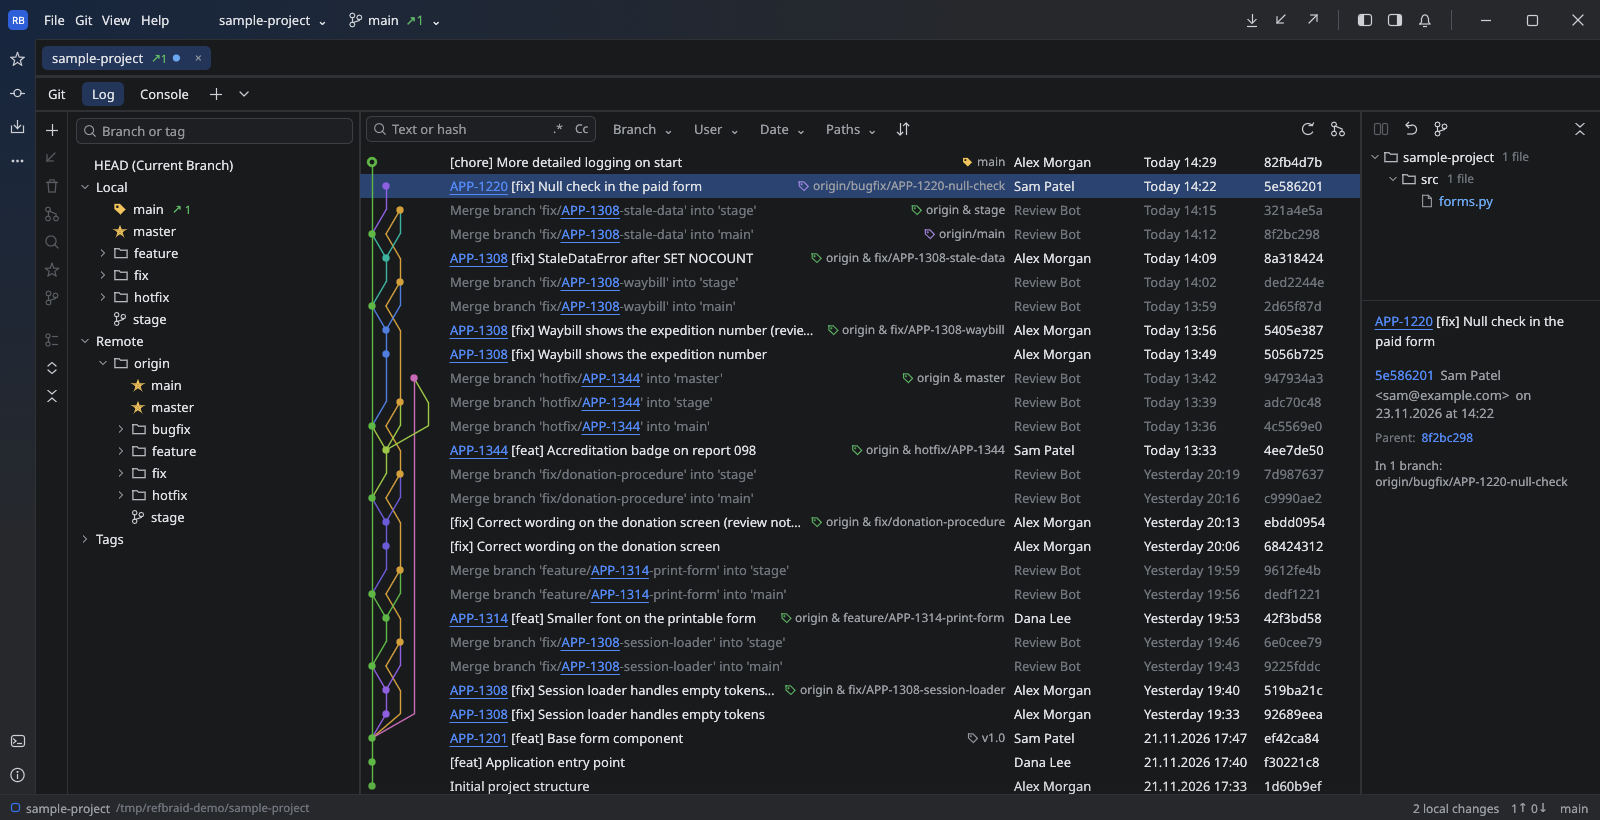 RB File Git View Help sample-project main ↗1
sample-project ↗1 ×
Git Log Console
Branch or tag
HEAD (Current Branch)
Local
main ↗1
master
feature
fix
hotfix
stage
Remote
origin
main
master
bugfix
feature
fix
hotfix
stage
Tags
Text or hash .* Cc Branch User Date Paths
[chore] More detailed logging on start main Alex Morgan Today 14:29 82fb4d7b
APP-1220 [fix] Null check in the paid form origin/bugfix/APP-1220-null-check Sam Patel Today 14:22 5e586201
Merge branch 'fix/APP-1308-stale-data' into 'stage' origin & stage Review Bot Today 14:15 321a4e5a
Merge branch 'fix/APP-1308-stale-data' into 'main' origin/main Review Bot Today 14:12 8f2bc298
APP-1308 [fix] StaleDataError after SET NOCOUNT origin & fix/APP-1308-stale-data Alex Morgan Today 14:09 8a318424
Merge branch 'fix/APP-1308-waybill' into 'stage' Review Bot Today 14:02 ded2244e
Merge branch 'fix/APP-1308-waybill' into 'main' Review Bot Today 13:59 2d65f87d
APP-1308 [fix] Waybill shows the expedition number (revie... origin & fix/APP-1308-waybill Alex Morgan Today 13:56 5405e387
APP-1308 [fix] Waybill shows the expedition number Alex Morgan Today 13:49 5056b725
Merge branch 'hotfix/APP-1344' into 'master' origin & master Review Bot Today 13:42 947934a3
Merge branch 'hotfix/APP-1344' into 'stage' Review Bot Today 13:39 adc70c48
Merge branch 'hotfix/APP-1344' into 'main' Review Bot Today 13:36 4c5569e0
APP-1344 [feat] Accreditation badge on report 098 origin & hotfix/APP-1344 Sam Patel Today 13:33 4ee7de50
Merge branch 'fix/donation-procedure' into 'stage' Review Bot Yesterday 20:19 7d987637
Merge branch 'fix/donation-procedure' into 'main' Review Bot Yesterday 20:16 c9990ae2
[fix] Correct wording on the donation screen (review not... origin & fix/donation-procedure Alex Morgan Yesterday 20:13 ebdd0954
[fix] Correct wording on the donation screen Alex Morgan Yesterday 20:06 68424312
Merge branch 'feature/APP-1314-print-form' into 'stage' Review Bot Yesterday 19:59 9612fe4b
Merge branch 'feature/APP-1314-print-form' into 'main' Review Bot Yesterday 19:56 dedf1221
APP-1314 [feat] Smaller font on the printable form origin & feature/APP-1314-print-form Dana Lee Yesterday 19:53 42f3bd58
Merge branch 'fix/APP-1308-session-loader' into 'stage' Review Bot Yesterday 19:46 6e0cee79
Merge branch 'fix/APP-1308-session-loader' into 'main' Review Bot Yesterday 19:43 9225fddc
APP-1308 [fix] Session loader handles empty tokens... origin & fix/APP-1308-session-loader Alex Morgan Yesterday 19:40 519ba21c
APP-1308 [fix] Session loader handles empty tokens Alex Morgan Yesterday 19:33 92689eea
APP-1201 [feat] Base form component v1.0 Sam Patel 21.11.2026 17:47 ef42ca84
[feat] Application entry point Dana Lee 21.11.2026 17:40 f30221c8
Initial project structure Alex Morgan 21.11.2026 17:33 1d60b9ef
sample-project 1 file
src 1 file
forms.py
APP-1220 [fix] Null check in the
paid form
5e586201 Sam Patel
<sam@example.com> on
23.11.2026 at 14:22
Parent: 8f2bc298
In 1 branch:
origin/bugfix/APP-1220-null-check
sample-project /tmp/refbraid-demo/sample-project 2 local changes 1↑ 0↓ main